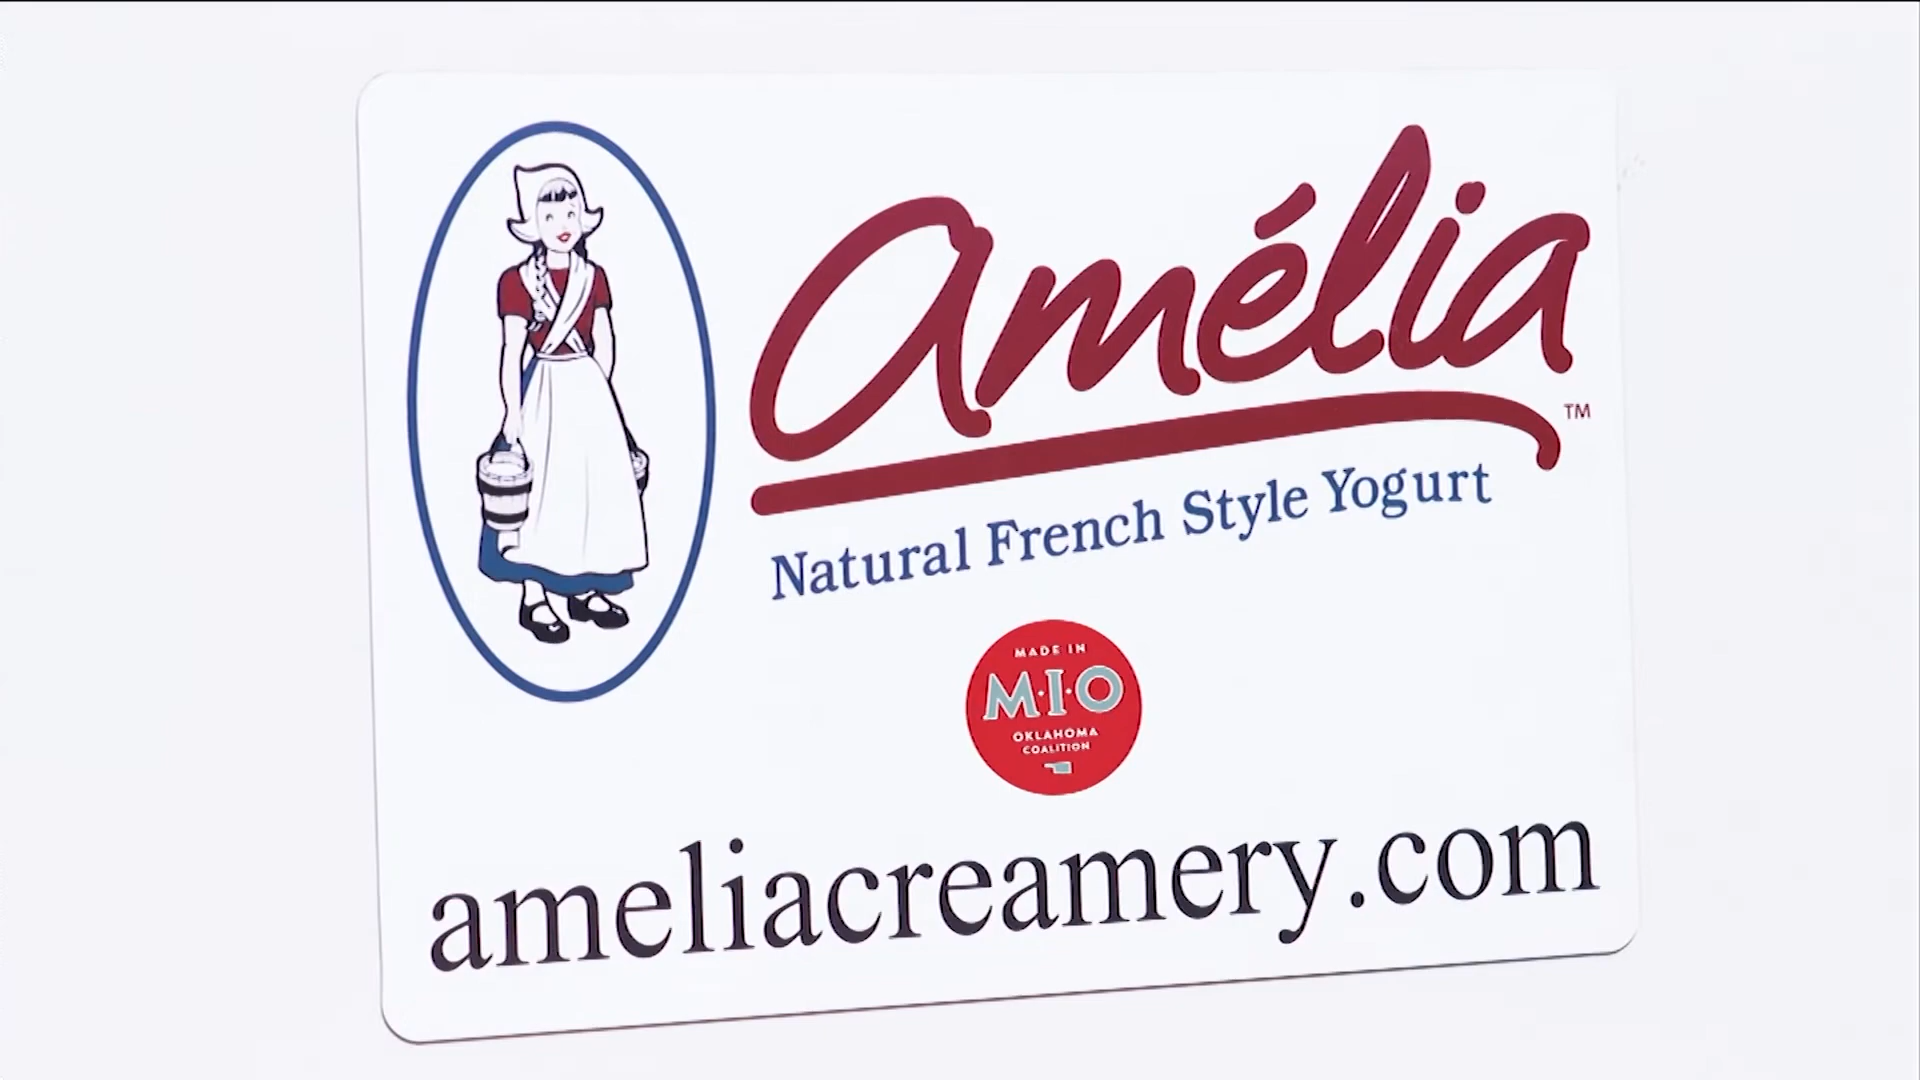 Amélia
TM
Natural French Style Yogurt
MADE IN
M·I·O
OKLAHOMA
COALITION
ameliacreamery.com